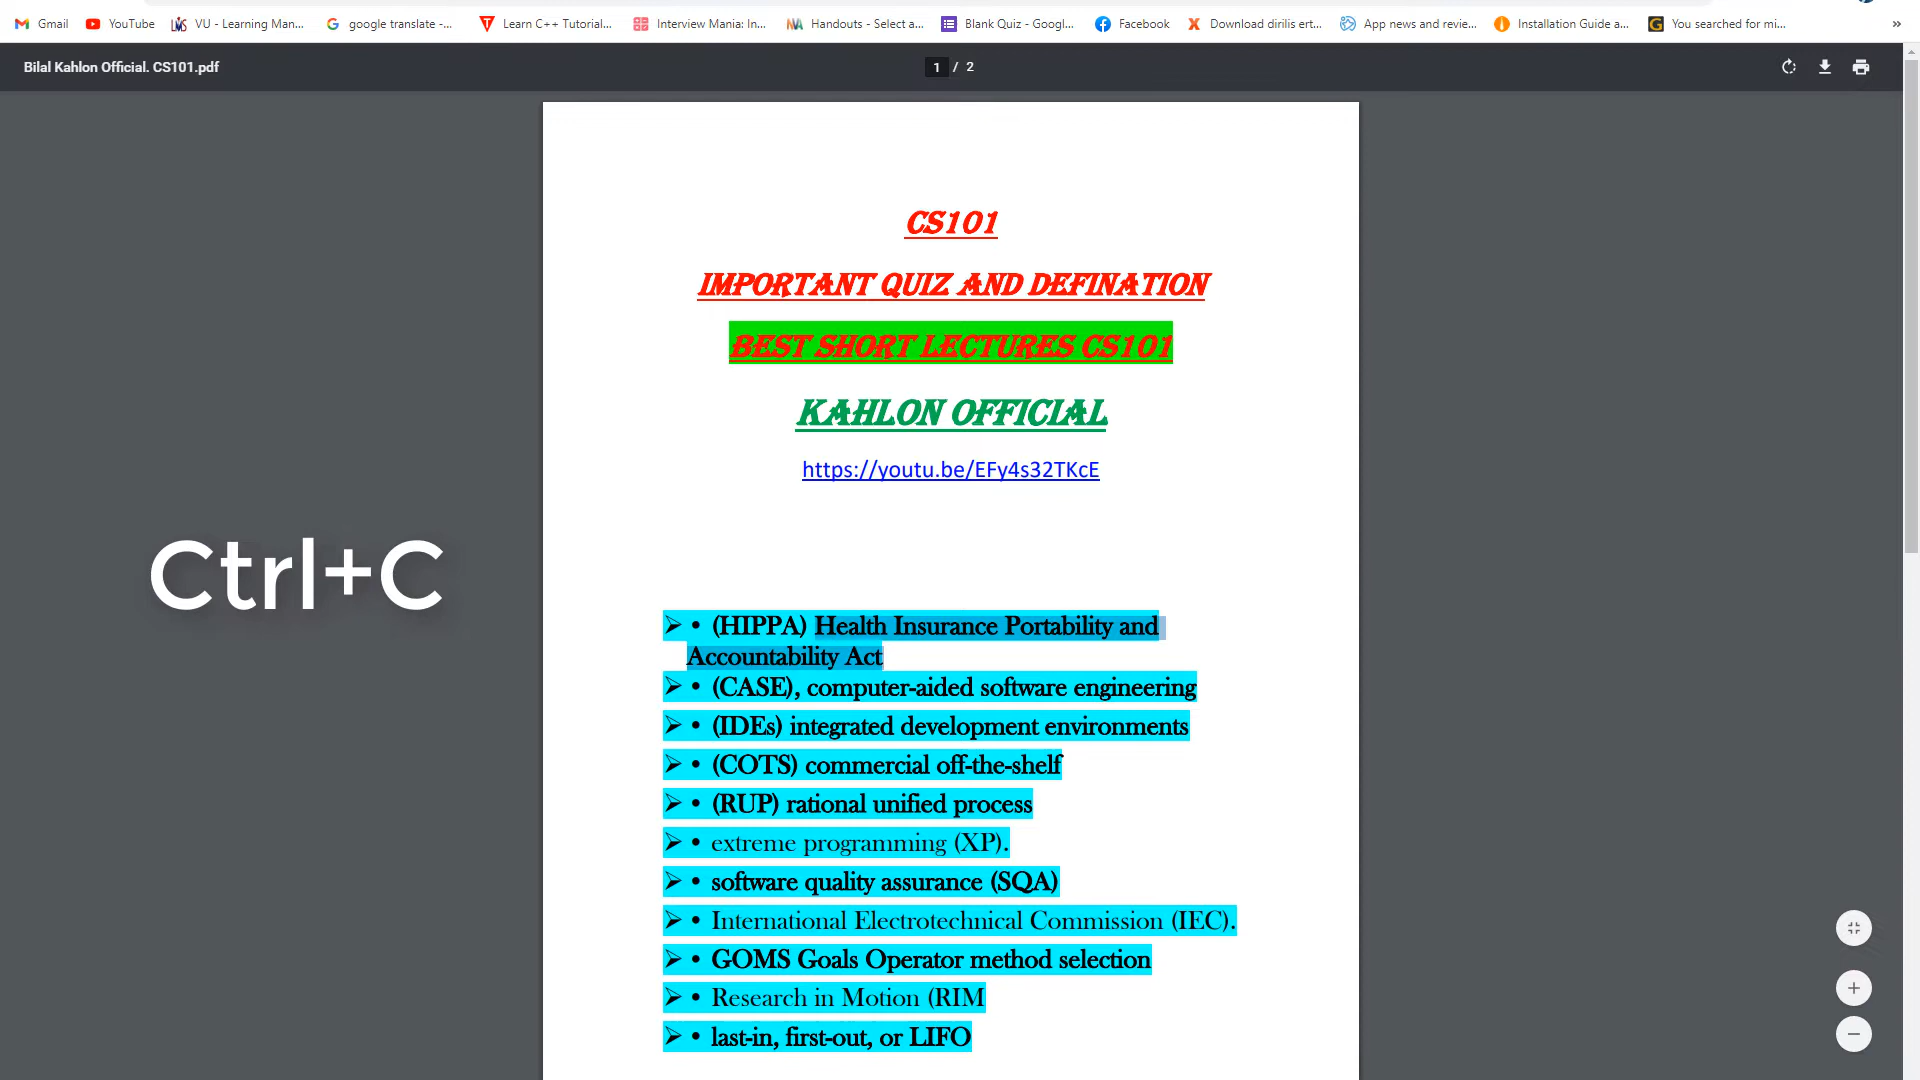 Gmail YouTube VU - Learning Man... google translate -... Learn C++ Tutorial... Interview Mania: In... Handouts - Select a... Blank Quiz - Googl... Facebook Download dirilis ert... App news and revie... Installation Guide a... You searched for mi... »
Bilal Kahlon Official. CS101.pdf 1 / 2
CS101
IMPORTANT QUIZ AND DEFINATION
BEST SHORT LECTURES CS101
KAHLON OFFICIAL
https://youtu.be/EFy4s32TKcE
Ctrl+C
➢ • (HIPPA) Health Insurance Portability and
Accountability Act
➢ • (CASE), computer-aided software engineering
➢ • (IDEs) integrated development environments
➢ • (COTS) commercial off-the-shelf
➢ • (RUP) rational unified process
➢ • extreme programming (XP).
➢ • software quality assurance (SQA)
➢ • International Electrotechnical Commission (IEC).
➢ • GOMS Goals Operator method selection
➢ • Research in Motion (RIM
➢ • last-in, first-out, or LIFO